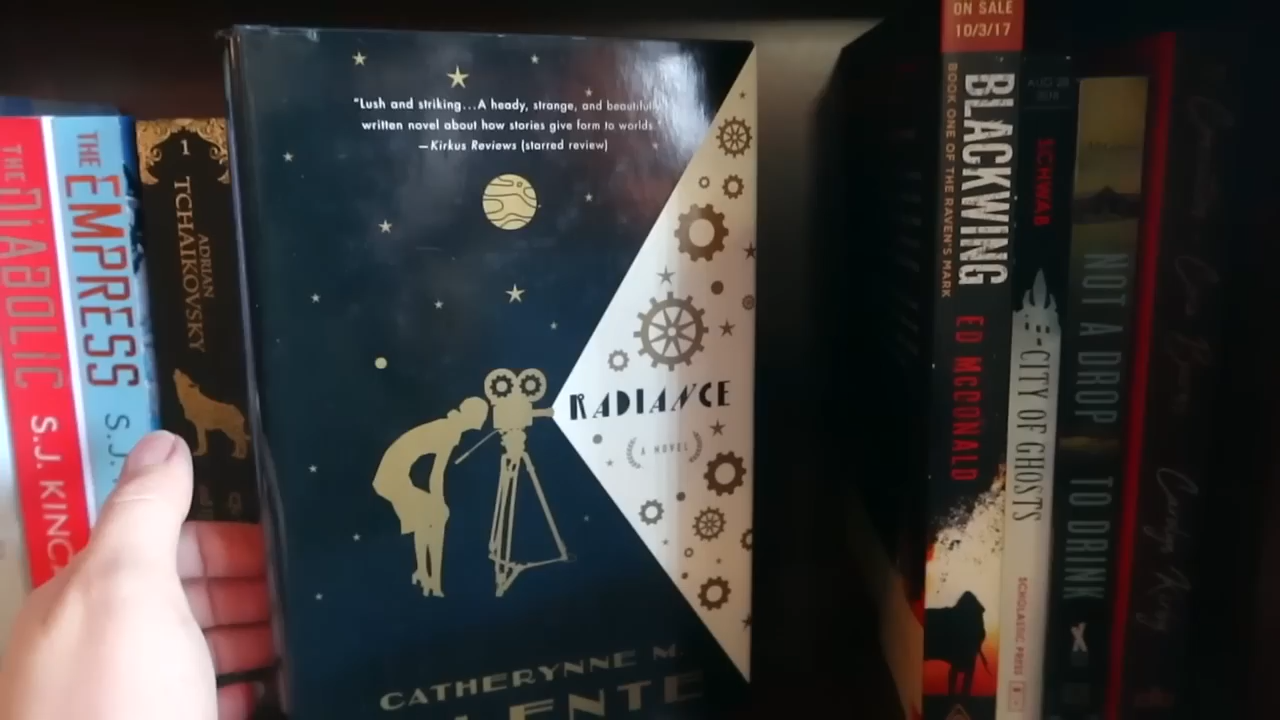 THE DIABOLIC S.J. KINC
THE EMPRESS S.J.
1
ADRIAN
TCHAIKOVSKY
"Lush and striking...A heady, strange, and beautifully
written novel about how stories give form to worlds
—Kirkus Reviews (starred review)
RADIANCE
A NOVEL
CATHERYNNE M.
LENTE
ON SALE
10/3/17
BLACKWING
BOOK ONE OF THE RAVEN'S MARK
ED McDONALD
SCHWAB
CITY OF GHOSTS
SCHOLASTIC PRESS
NOT A DROP TO DRINK